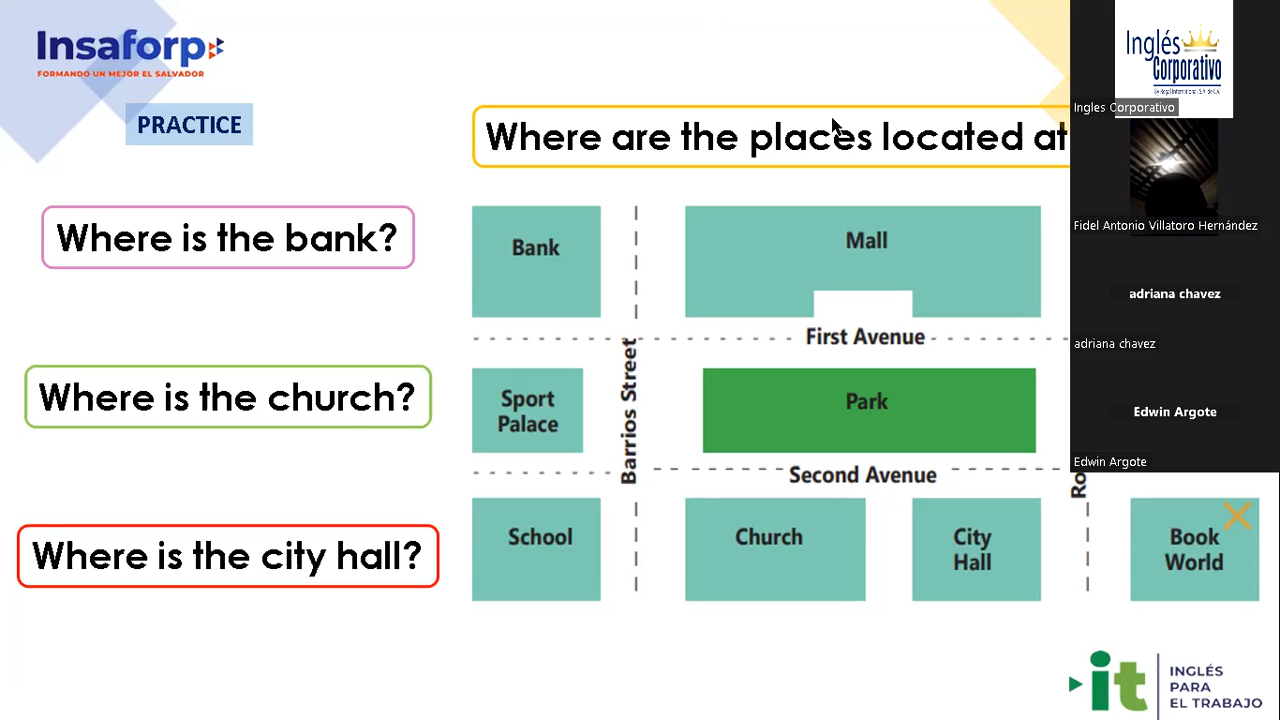 Insaforp
FORMANDO UN MEJOR EL SALVADOR
PRACTICE
Where are the places located at
Where is the bank?
Where is the church?
Where is the city hall?
Bank
Mall
First Avenue
Barrios Street
Sport
Palace
Park
Second Avenue
School
Church
City
Hall
Book
World
Inglés
Corporativo
Ingles Corporativo
Fidel Antonio Villatoro Hernández
adriana chavez
adriana chavez
Edwin Argote
Edwin Argote
it
INGLÉS
PARA
EL TRABAJO